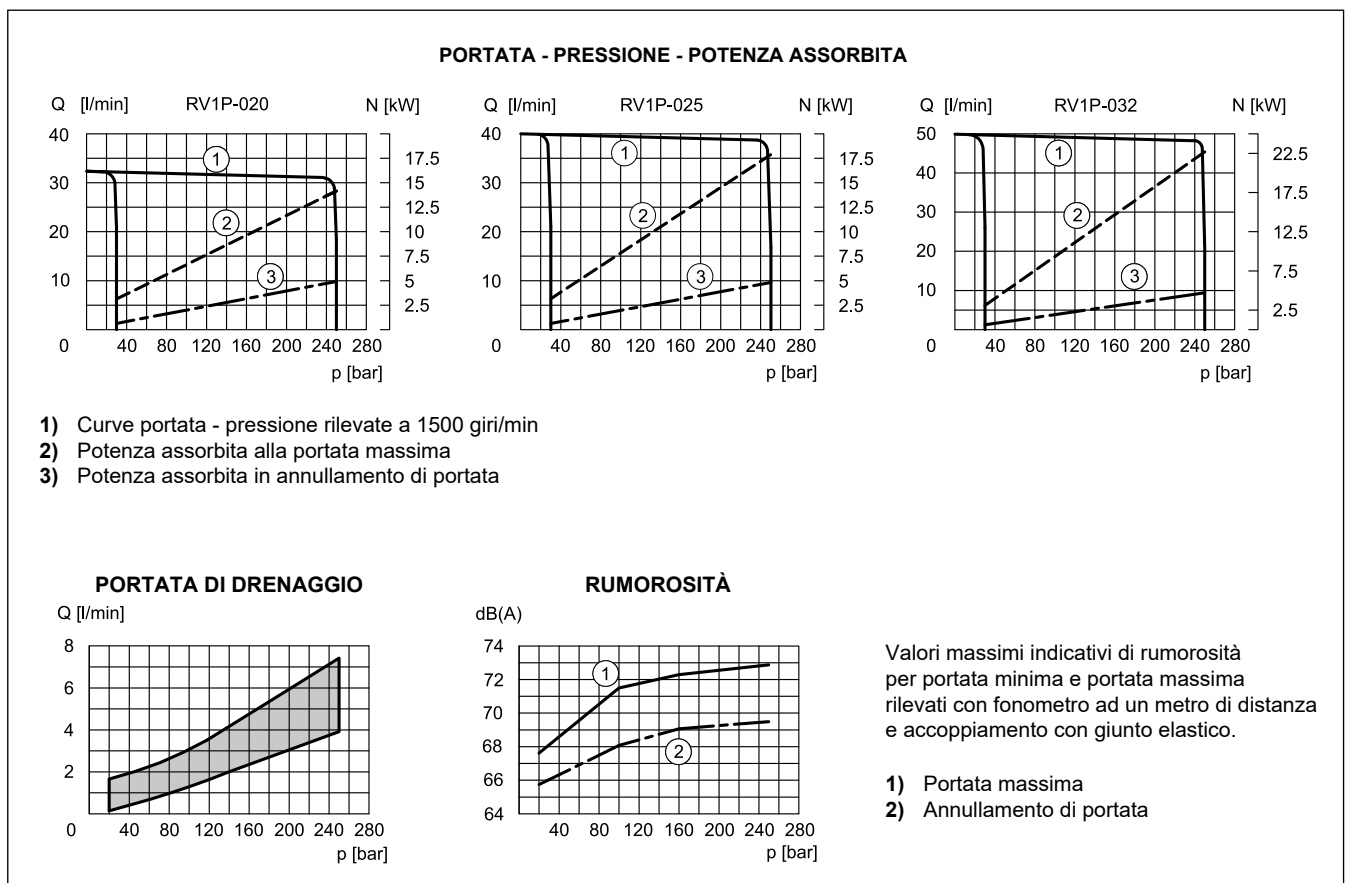 PORTATA - PRESSIONE - POTENZA ASSORBITA
Q [l/min] RV1P-020 N [kW]
40
30
20
10
0
17.5
15
12.5
10
7.5
5
2.5
1
2
3
40 80 120 160 200 240 280
p [bar]
Q [l/min] RV1P-025 N [kW]
40
30
20
10
0
17.5
15
12.5
10
7.5
5
2.5
1
2
3
40 80 120 160 200 240 280
p [bar]
Q [l/min] RV1P-032 N [kW]
50
40
30
20
10
0
22.5
17.5
12.5
7.5
2.5
1
2
3
40 80 120 160 200 240 280
p [bar]
1) Curve portata - pressione rilevate a 1500 giri/min
2) Potenza assorbita alla portata massima
3) Potenza assorbita in annullamento di portata
PORTATA DI DRENAGGIO
Q [l/min]
8
6
4
2
0 40 80 120 160 200 240 280
p [bar]
RUMOROSITÀ
dB(A)
74
72
70
68
66
64
1
2
40 80 120 160 200 240 280
p [bar]
Valori massimi indicativi di rumorosità
per portata minima e portata massima
rilevati con fonometro ad un metro di distanza
e accoppiamento con giunto elastico.
1) Portata massima
2) Annullamento di portata